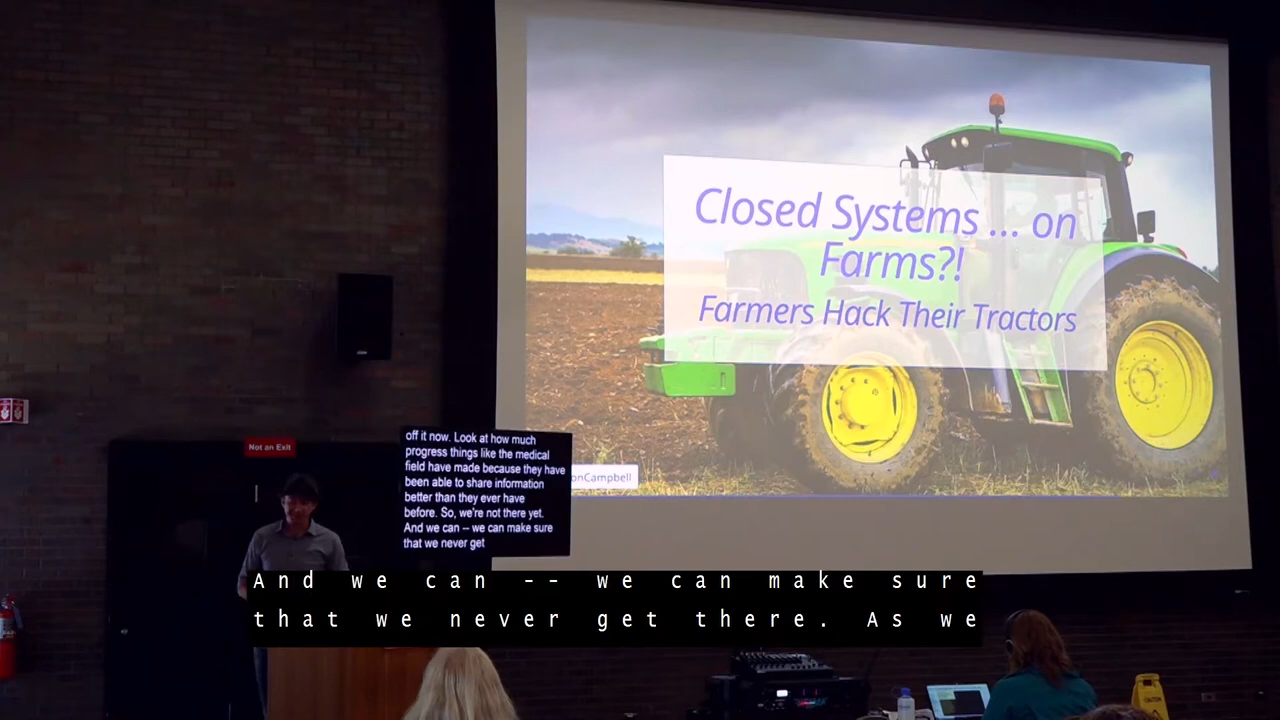 Closed Systems ... on
Farms?!
Farmers Hack Their Tractors
onCampbell
Not an Exit
off it now. Look at how much
progress things like the medical
field have made because they have
been able to share information
better than they ever have
before. So, we're not there yet.
And we can -- we can make sure
that we never get
And we can -- we can make sure
that we never get there. As we
CAUTION